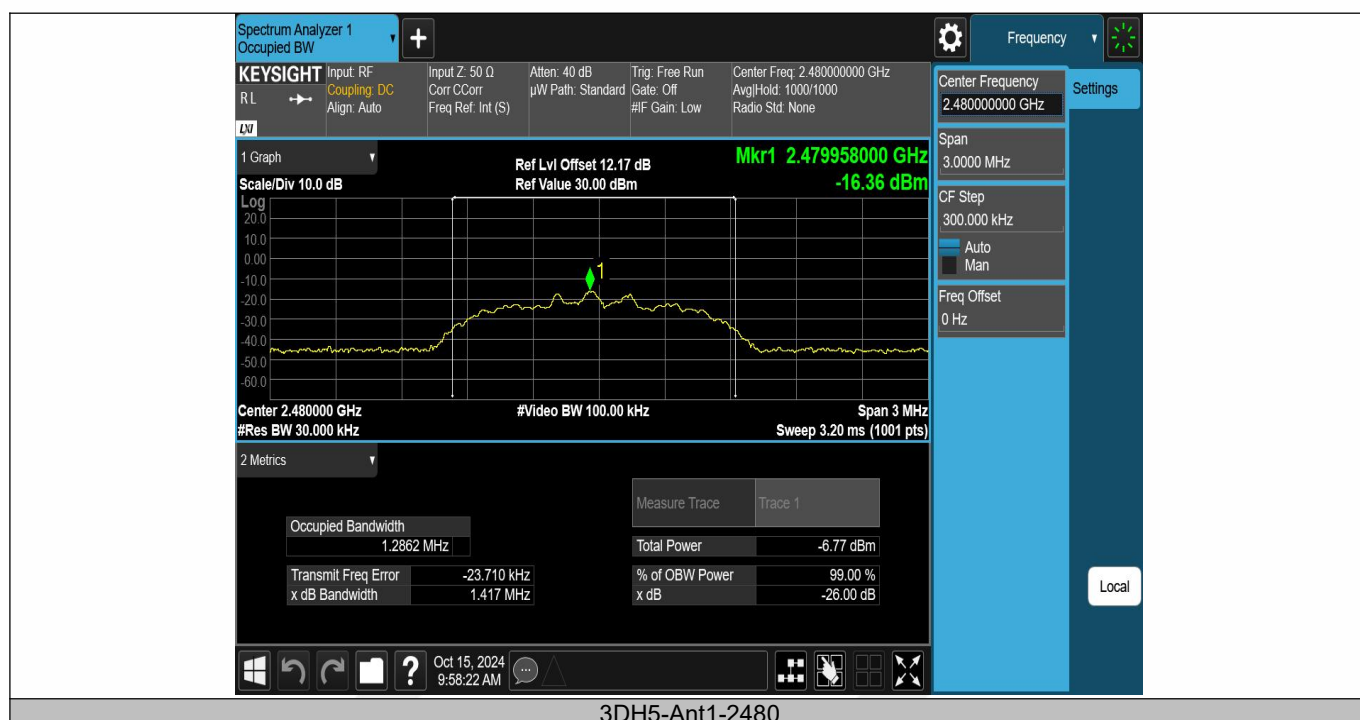 Spectrum Analyzer 1
Occupied BW
Frequency
KEYSIGHT
RL
LXI
Input: RF
Coupling: DC
Align: Auto
Input Z: 50 Ω
Corr CCorr
Freq Ref: Int (S)
Atten: 40 dB
µW Path: Standard
Trig: Free Run
Gate: Off
#IF Gain: Low
Center Freq: 2.480000000 GHz
Avg|Hold: 1000/1000
Radio Std: None
Center Frequency
2.480000000 GHz
Settings
Span
3.0000 MHz
CF Step
300.000 kHz
Auto
Man
Freq Offset
0 Hz
Local
1 Graph
Scale/Div 10.0 dB
Ref Lvl Offset 12.17 dB
Ref Value 30.00 dBm
Mkr1 2.479958000 GHz
-16.36 dBm
Log
20.0
10.0
0.00
-10.0
-20.0
-30.0
-40.0
-50.0
-60.0
1
Center 2.480000 GHz
#Res BW 30.000 kHz
#Video BW 100.00 kHz
Span 3 MHz
Sweep 3.20 ms (1001 pts)
2 Metrics
Measure Trace Trace 1
Occupied Bandwidth
1.2862 MHz
Total Power -6.77 dBm
Transmit Freq Error -23.710 kHz
% of OBW Power 99.00 %
x dB Bandwidth 1.417 MHz
x dB -26.00 dB
Oct 15, 2024
9:58:22 AM
3DH5-Ant1-2480